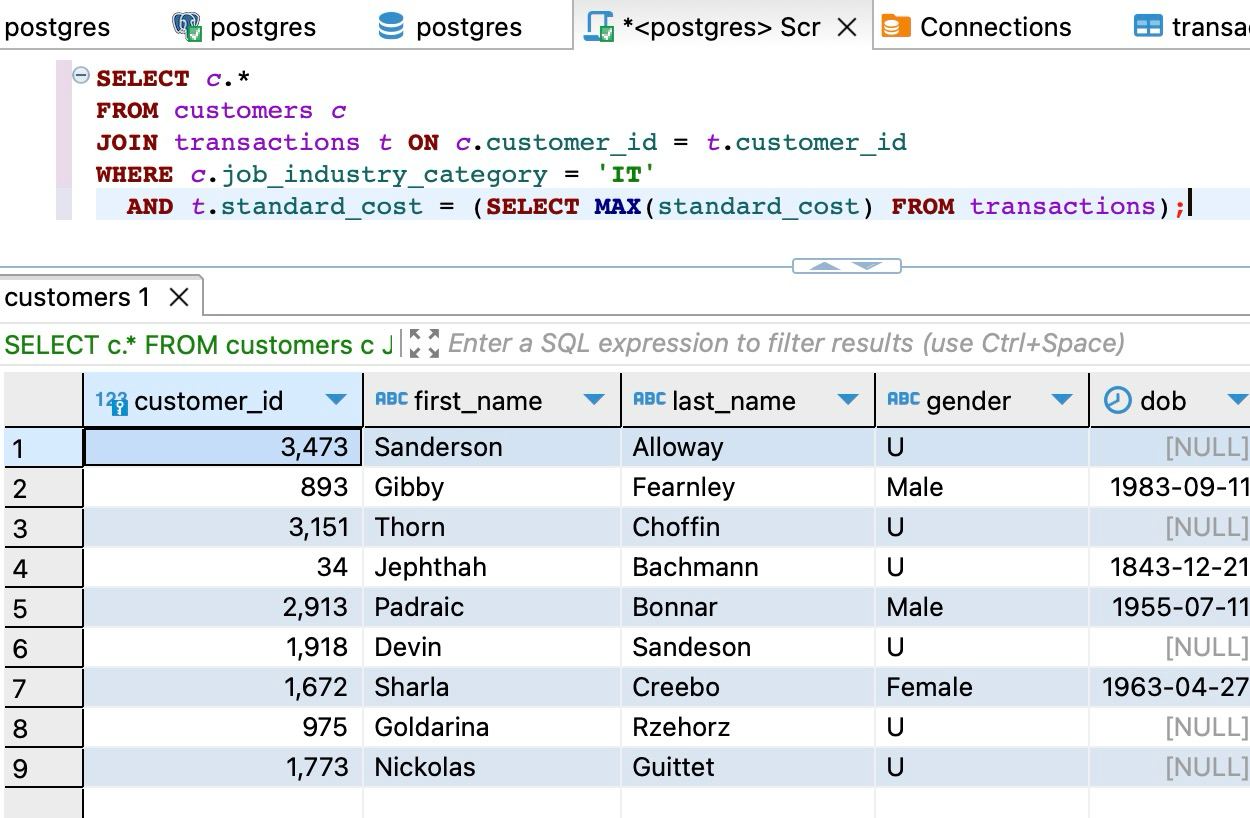 postgres postgres postgres *<postgres> Scr Connections transac
SELECT c.*
FROM customers c
JOIN transactions t ON c.customer_id = t.customer_id
WHERE c.job_industry_category = 'IT'
AND t.standard_cost = (SELECT MAX(standard_cost) FROM transactions);
customers 1
SELECT c.* FROM customers c J Enter a SQL expression to filter results (use Ctrl+Space)
123 customer_id ABC first_name ABC last_name ABC gender dob
1 3,473 Sanderson Alloway U [NULL]
2 893 Gibby Fearnley Male 1983-09-11
3 3,151 Thorn Choffin U [NULL]
4 34 Jephthah Bachmann U 1843-12-21
5 2,913 Padraic Bonnar Male 1955-07-11
6 1,918 Devin Sandeson U [NULL]
7 1,672 Sharla Creebo Female 1963-04-27
8 975 Goldarina Rzehorz U [NULL]
9 1,773 Nickolas Guittet U [NULL]